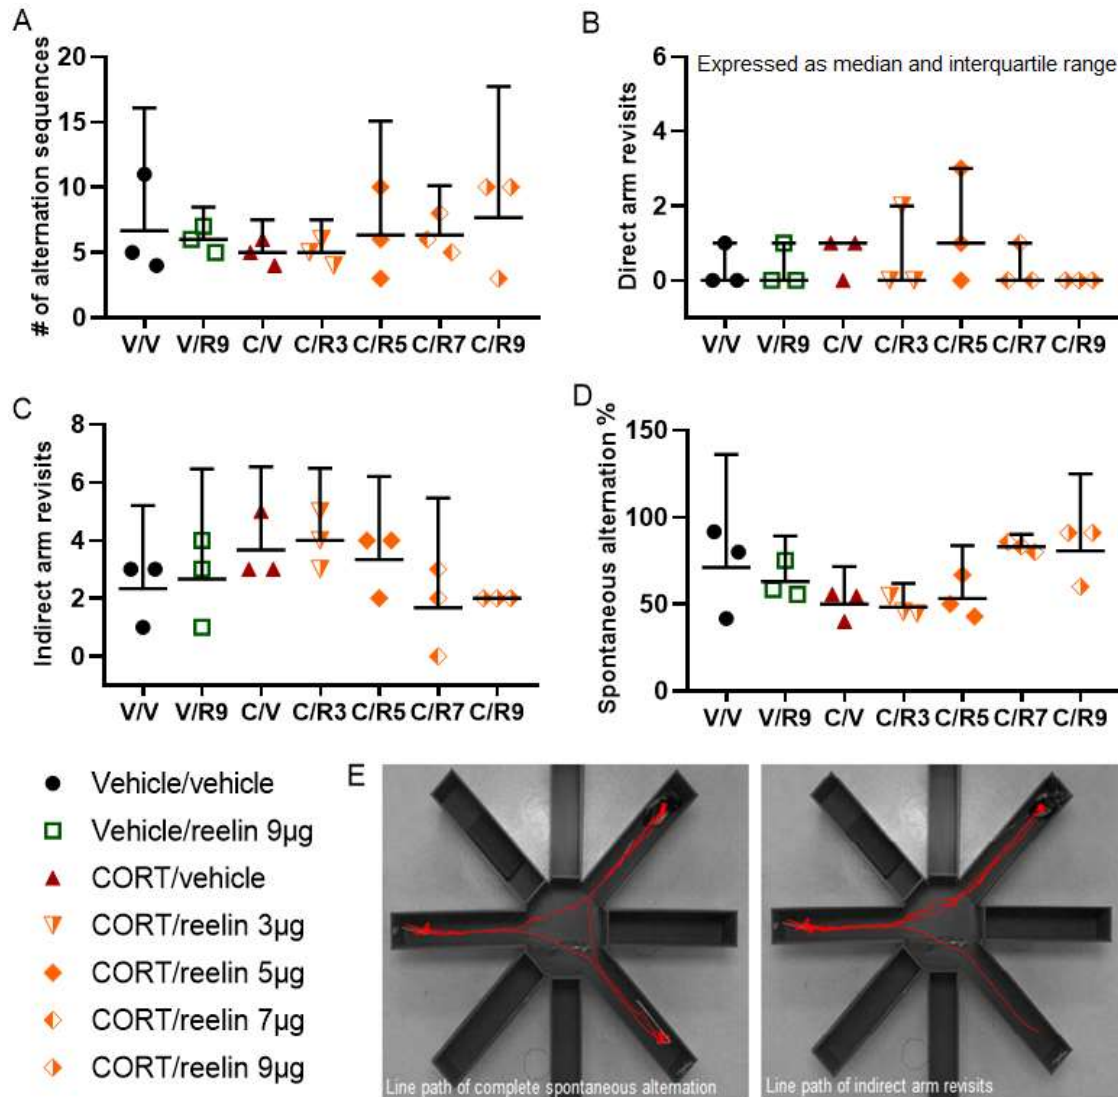 A
# of alternation sequences
20
15
10
5
0
V/V V/R9 C/V C/R3 C/R5 C/R7 C/R9
B
Expressed as median and interquartile range
Direct arm revisits
6
4
2
0
V/V V/R9 C/V C/R3 C/R5 C/R7 C/R9
C
Indirect arm revisits
8
6
4
2
0
V/V V/R9 C/V C/R3 C/R5 C/R7 C/R9
D
Spontaneous alternation %
150
100
50
0
V/V V/R9 C/V C/R3 C/R5 C/R7 C/R9
Vehicle/vehicle
Vehicle/reelin 9µg
CORT/vehicle
CORT/reelin 3µg
CORT/reelin 5µg
CORT/reelin 7µg
CORT/reelin 9µg
E
Line path of complete spontaneous alternation
Line path of indirect arm revisits